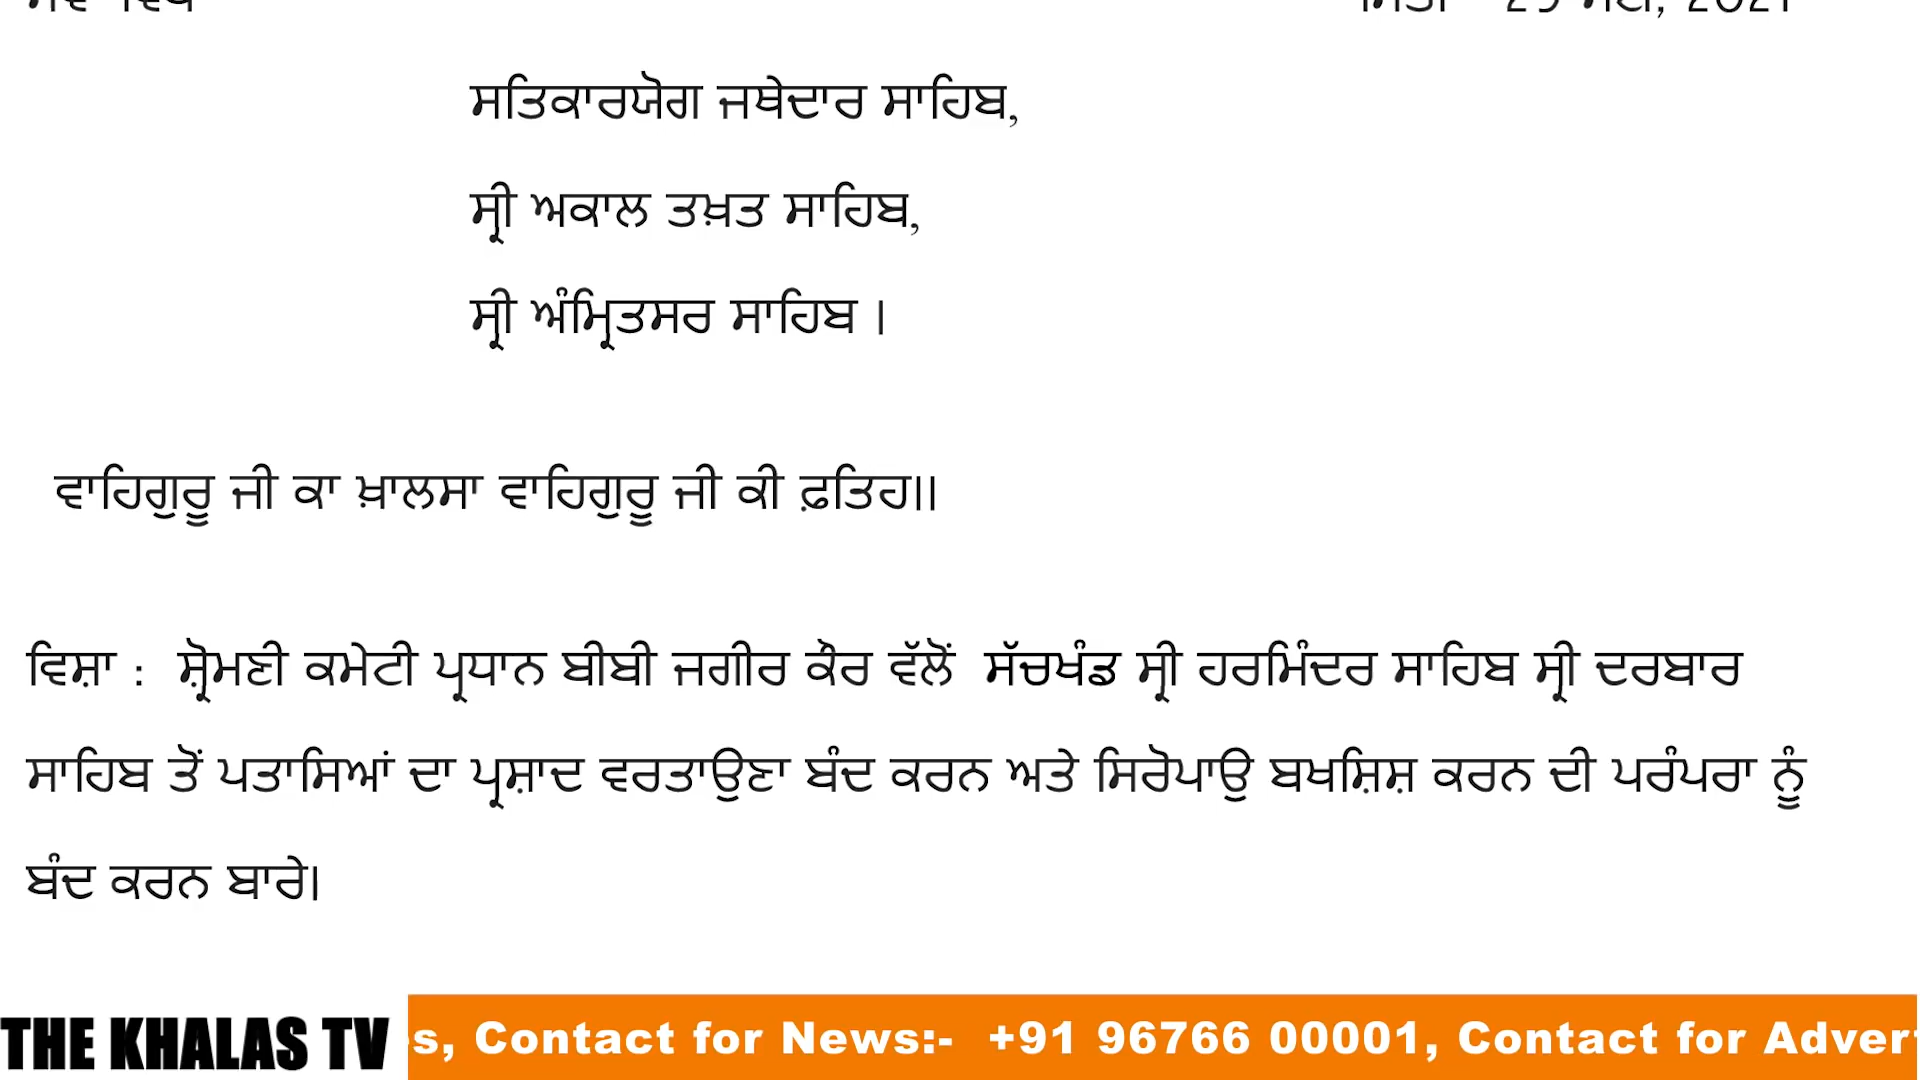 ਸਤਿਕਾਰਯੋਗ ਜਥੇਦਾਰ ਸਾਹਿਬ,
ਸ੍ਰੀ ਅਕਾਲ ਤਖ਼ਤ ਸਾਹਿਬ,
ਸ੍ਰੀ ਅੰਮ੍ਰਿਤਸਰ ਸਾਹਿਬ ।
ਵਾਹਿਗੁਰੂ ਜੀ ਕਾ ਖ਼ਾਲਸਾ ਵਾਹਿਗੁਰੂ ਜੀ ਕੀ ਫ਼ਤਿਹ॥
ਵਿਸ਼ਾ : ਸ਼੍ਰੋਮਣੀ ਕਮੇਟੀ ਪ੍ਰਧਾਨ ਬੀਬੀ ਜਗੀਰ ਕੌਰ ਵੱਲੋਂ ਸੱਚਖੰਡ ਸ੍ਰੀ ਹਰਮਿੰਦਰ ਸਾਹਿਬ ਸ੍ਰੀ ਦਰਬਾਰ
ਸਾਹਿਬ ਤੋਂ ਪਤਾਸਿਆਂ ਦਾ ਪ੍ਰਸ਼ਾਦ ਵਰਤਾਉਣਾ ਬੰਦ ਕਰਨ ਅਤੇ ਸਿਰੋਪਾਉ ਬਖਸ਼ਿਸ਼ ਕਰਨ ਦੀ ਪਰੰਪਰਾ ਨੂੰ
ਬੰਦ ਕਰਨ ਬਾਰੇ।
THE KHALAS TV s, Contact for News:- +91 96766 00001, Contact for Adver